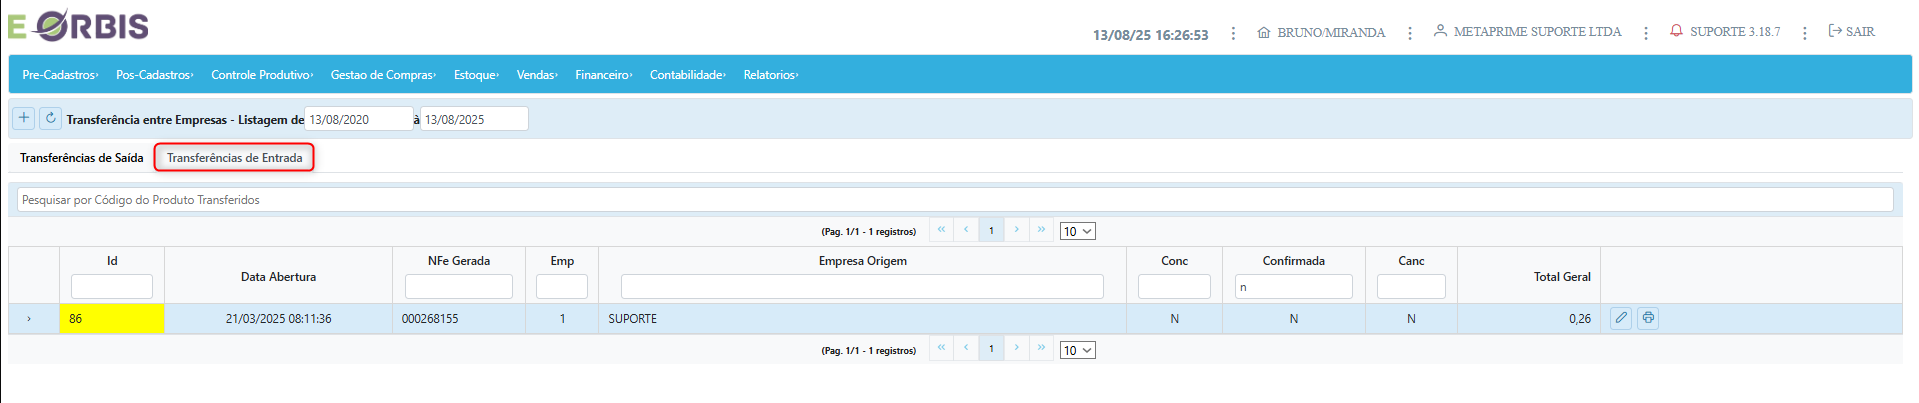 E ORBIS
13/08/25 16:26:53
BRUNO/MIRANDA
METAPRIME SUPORTE LTDA
SUPORTE 3.18.7
SAIR
Pre-Cadastros
Pos-Cadastros
Controle Produtivo
Gestao de Compras
Estoque
Vendas
Financeiro
Contabilidade
Relatorios
Transferência entre Empresas - Listagem de 13/08/2020 à 13/08/2025
Transferências de Saída
Transferências de Entrada
Pesquisar por Código do Produto Transferidos
(Pag. 1/1 - 1 registros) « ‹ 1 › » 10
Id
Data Abertura
NFe Gerada
Emp
Empresa Origem
Conc
Confirmada
Canc
Total Geral
n
86 21/03/2025 08:11:36 000268155 1 SUPORTE N N N 0,26
(Pag. 1/1 - 1 registros) « ‹ 1 › » 10